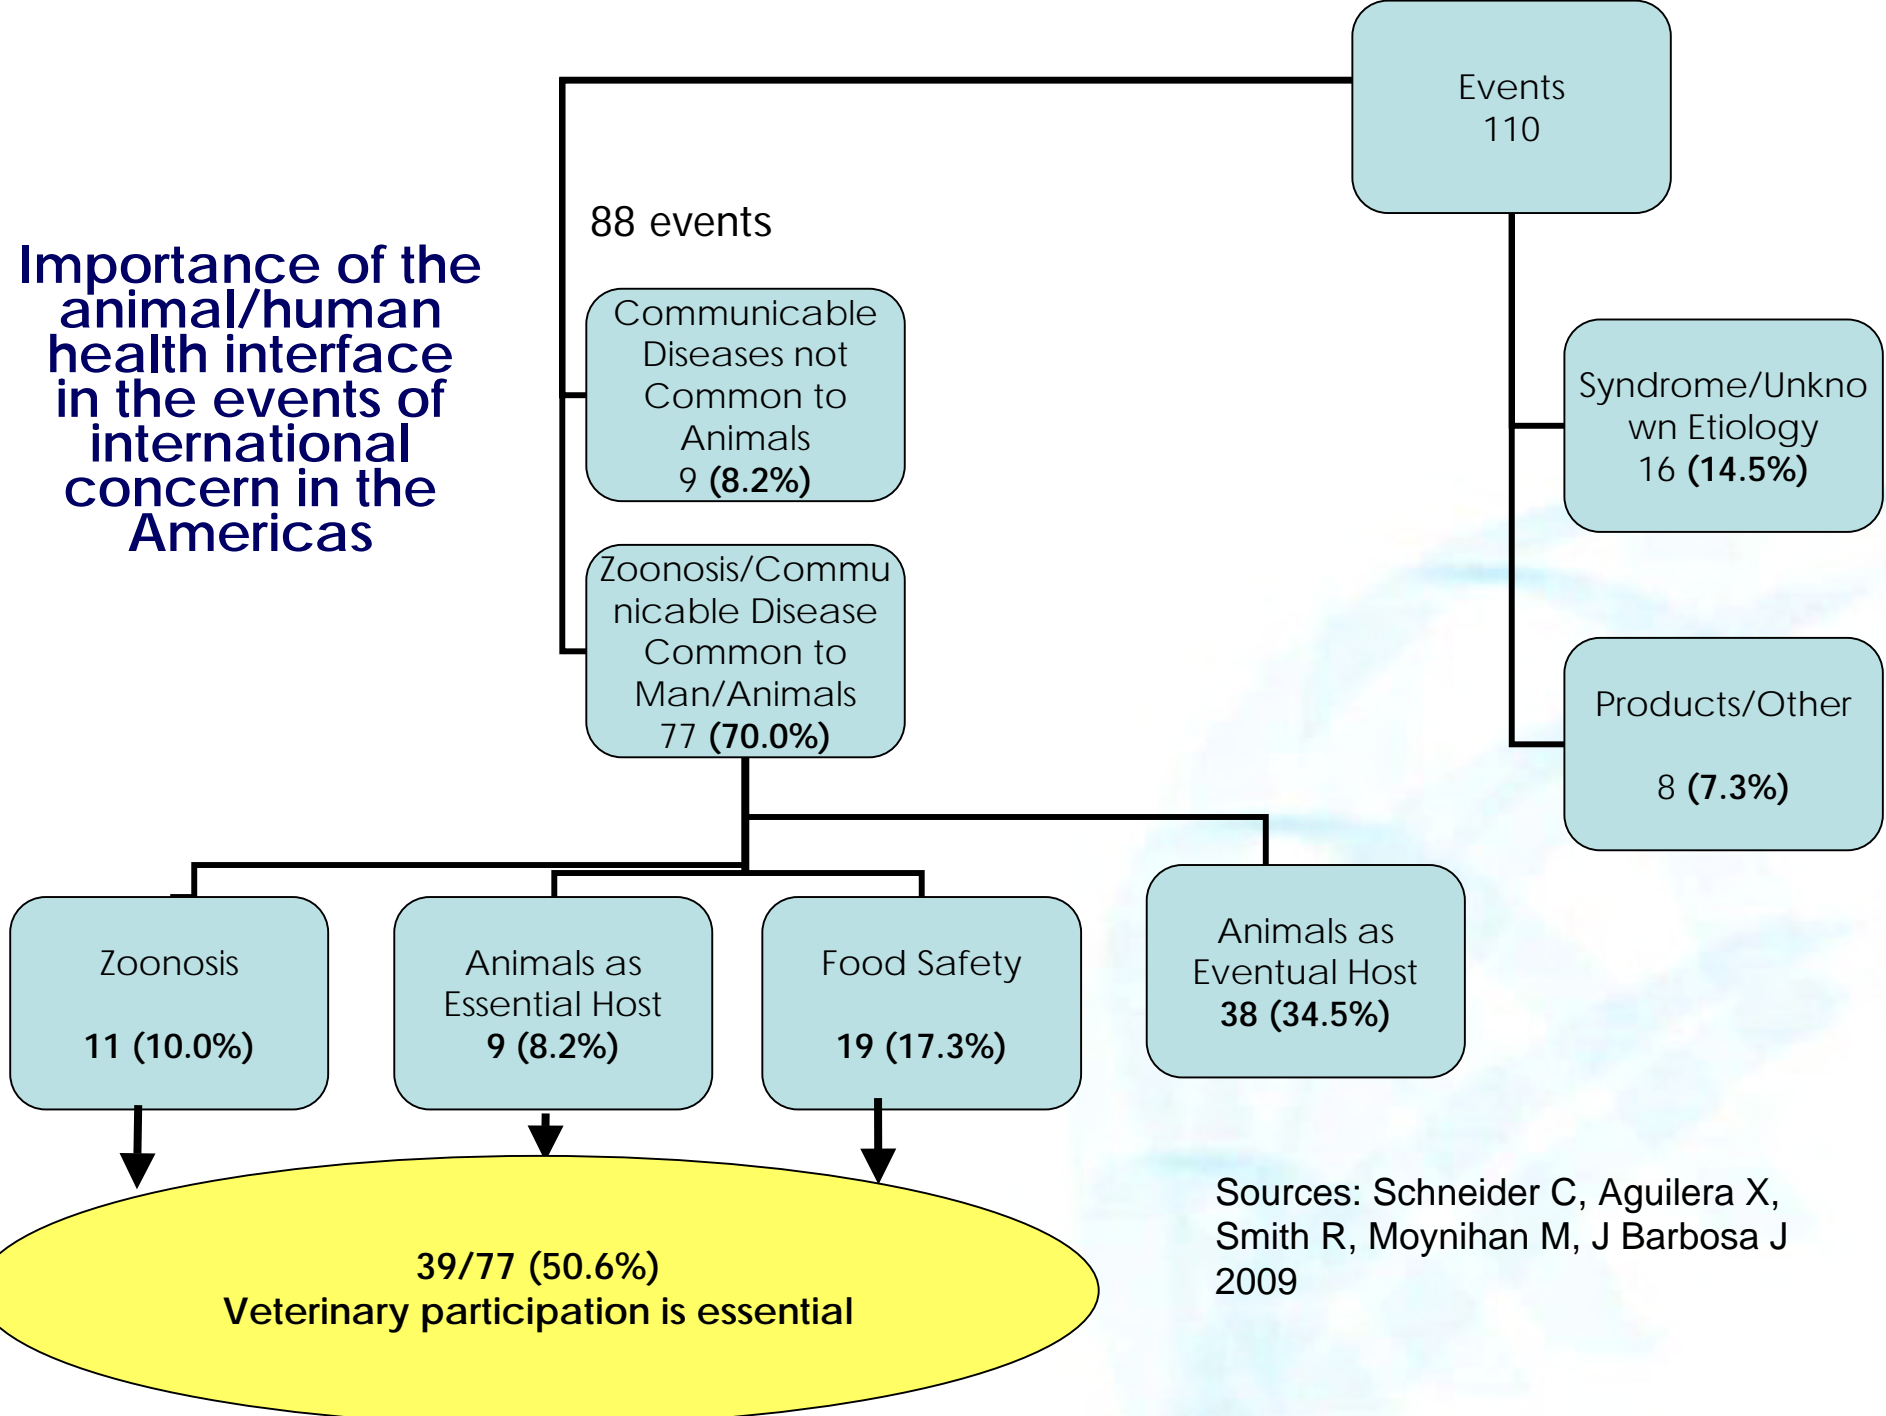 Events
110
88 events
Importance of the
animal/human
health interface
in the events of
international
concern in the
Americas
Communicable
Diseases not
Common to
Animals
9 (8.2%)
Syndrome/Unkno
wn Etiology
16 (14.5%)
Zoonosis/Commu
nicable Disease
Common to
Man/Animals
77 (70.0%)
Products/Other
8 (7.3%)
Zoonosis
11 (10.0%)
Animals as
Essential Host
9 (8.2%)
Food Safety
19 (17.3%)
Animals as
Eventual Host
38 (34.5%)
39/77 (50.6%)
Veterinary participation is essential
Sources: Schneider C, Aguilera X,
Smith R, Moynihan M, J Barbosa J
2009